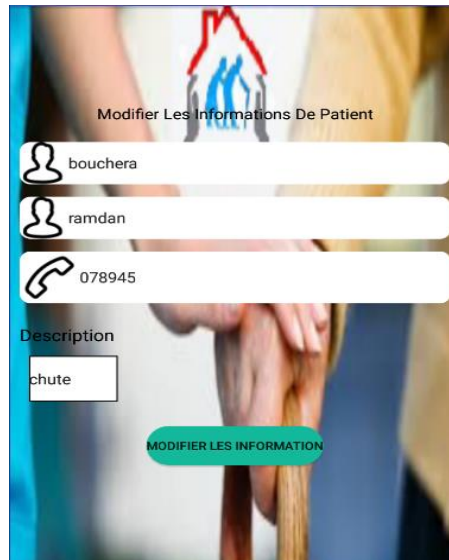 Modifier Les Informations De Patient
bouchera
ramdan
078945
Description
chute
MODIFIER LES INFORMATION